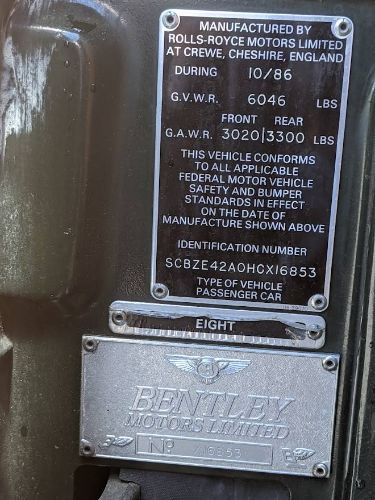 MANUFACTURED BY
ROLLS-ROYCE MOTORS LIMITED
AT CREWE, CHESHIRE, ENGLAND
DURING 10/86
G.V.W.R. 6046 LBS
FRONT REAR
G.A.W.R. 3020|3300 LBS
THIS VEHICLE CONFORMS
TO ALL APPLICABLE
FEDERAL MOTOR VEHICLE
SAFETY AND BUMPER
STANDARDS IN EFFECT
ON THE DATE OF
MANUFACTURE SHOWN ABOVE
IDENTIFICATION NUMBER
SCBZE42A0HCX16853
TYPE OF VEHICLE
PASSENGER CAR
EIGHT
B
BENTLEY
MOTORS LIMITED
Nº 16853